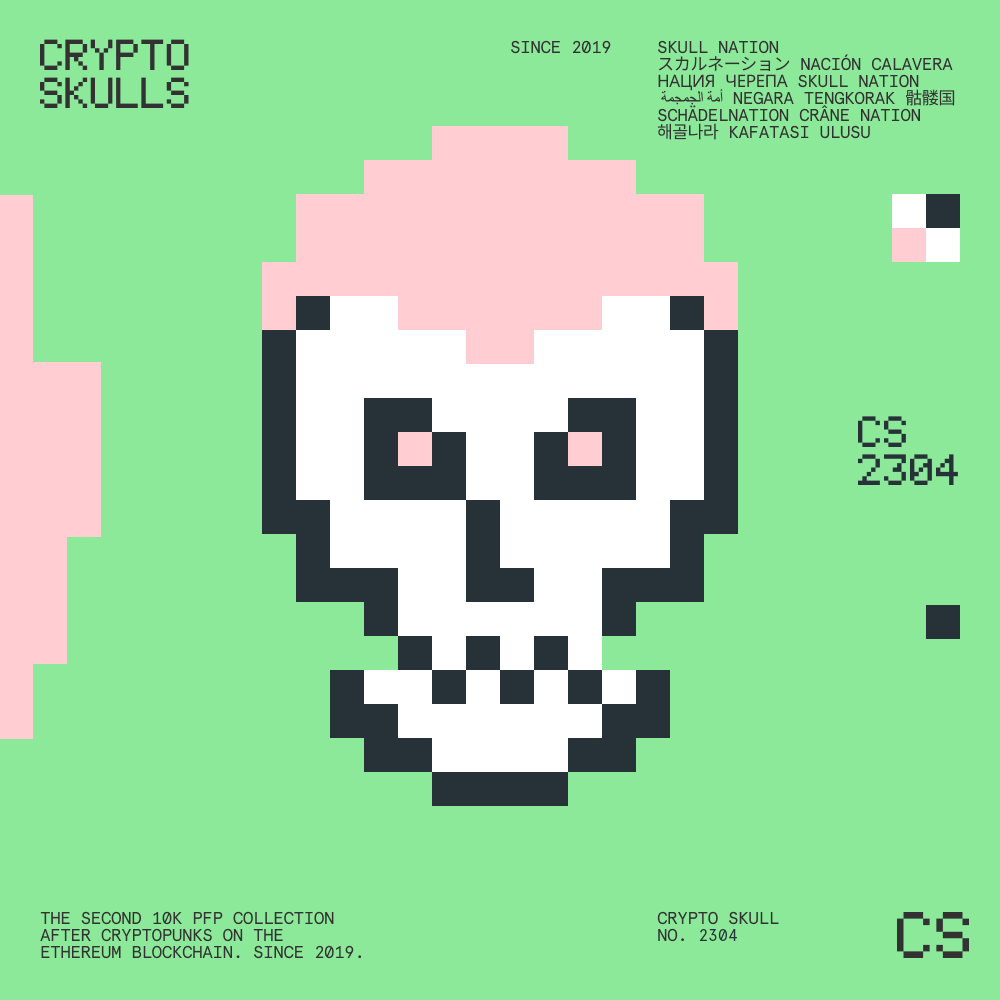 CRYPTO
SKULLS
SINCE 2019
SKULL NATION
スカルネーション NACIÓN CALAVERA
НАЦИЯ ЧЕРЕПА SKULL NATION
أمة الجمجمة NEGARA TENGKORAK 骷髅国
SCHÄDELNATION CRÂNE NATION
해골나라 KAFATASI ULUSU
CS
2304
THE SECOND 10K PFP COLLECTION
AFTER CRYPTOPUNKS ON THE
ETHEREUM BLOCKCHAIN. SINCE 2019.
CRYPTO SKULL
NO. 2304
CS